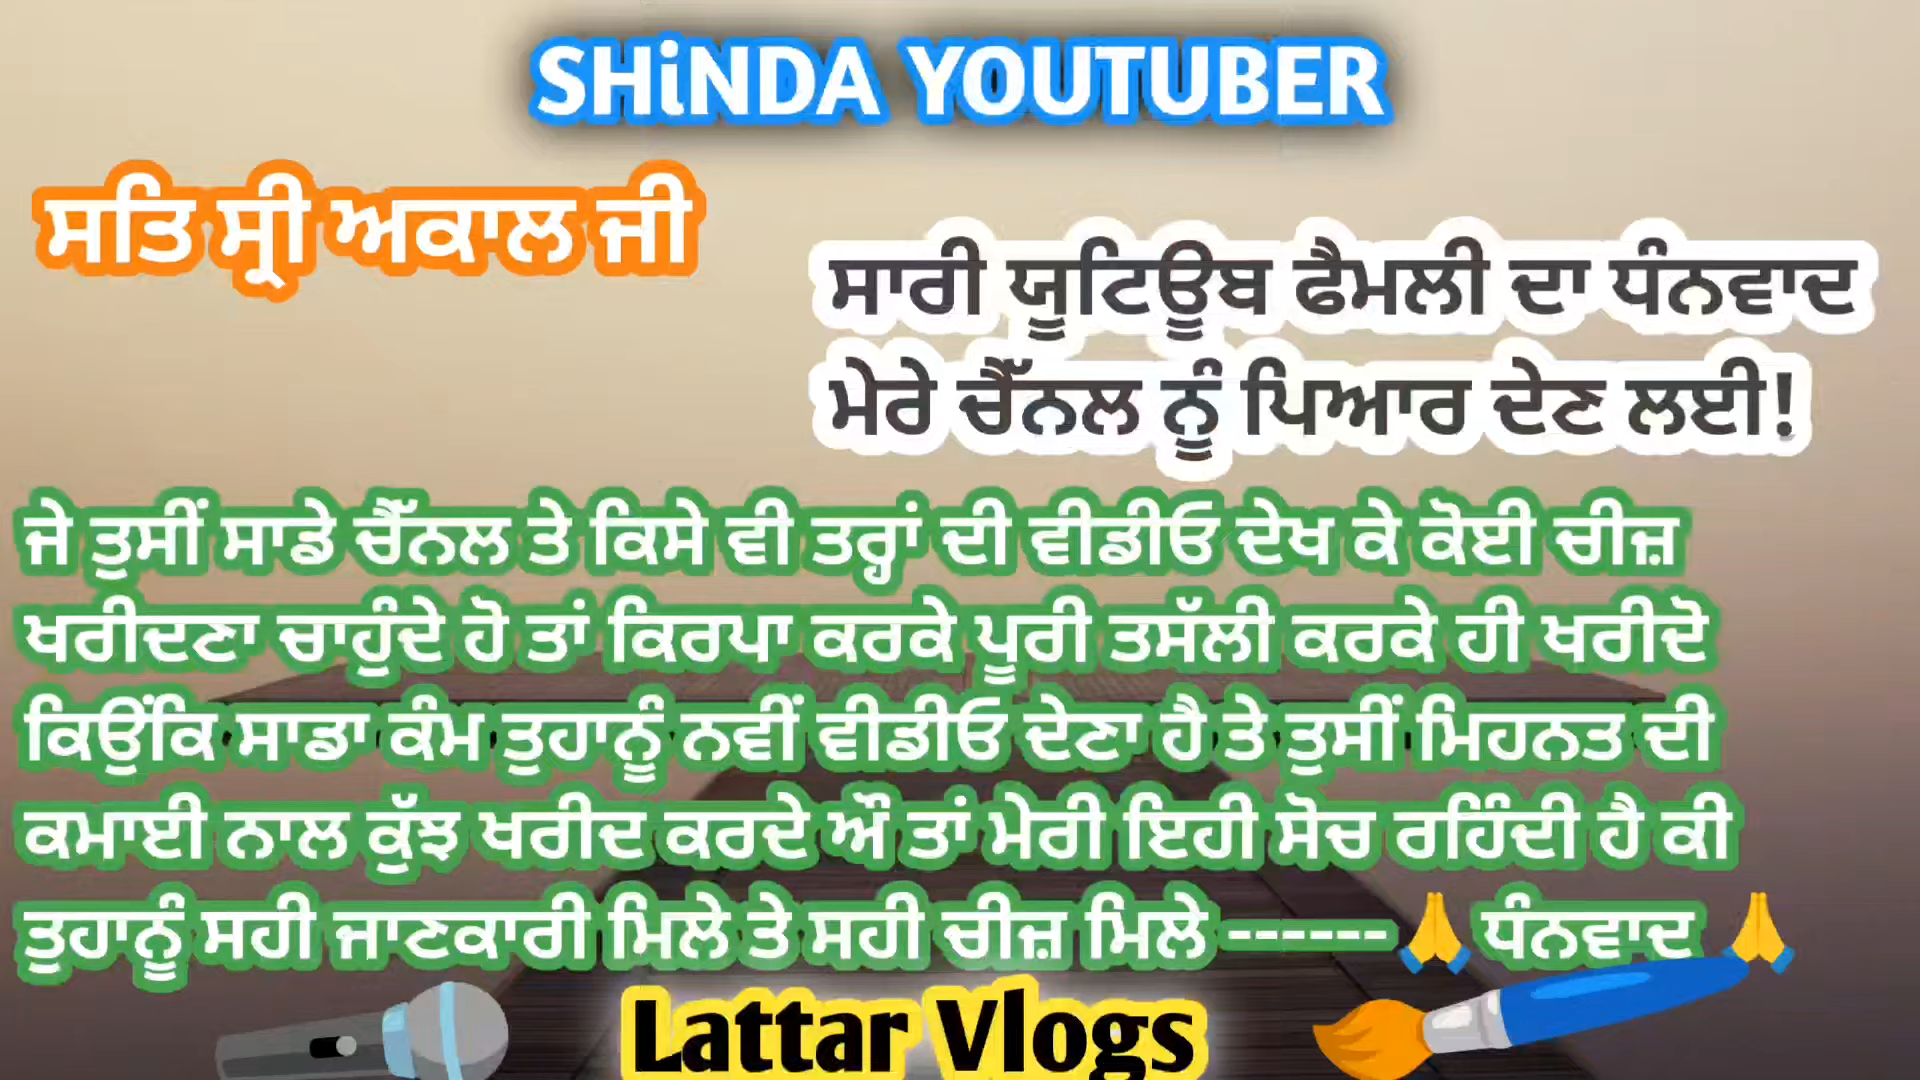 SHiNDA YOUTUBER
ਸਤਿ ਸ੍ਰੀ ਅਕਾਲ ਜੀ
ਸਾਰੀ ਯੂਟਿਊਬ ਫੈਮਲੀ ਦਾ ਧੰਨਵਾਦ
ਮੇਰੇ ਚੈੱਨਲ ਨੂੰ ਪਿਆਰ ਦੇਣ ਲਈ!
ਜੇ ਤੁਸੀਂ ਸਾਡੇ ਚੈੱਨਲ ਤੇ ਕਿਸੇ ਵੀ ਤਰ੍ਹਾਂ ਦੀ ਵੀਡੀਓ ਦੇਖ ਕੇ ਕੋਈ ਚੀਜ਼
ਖਰੀਦਣਾ ਚਾਹੁੰਦੇ ਹੋ ਤਾਂ ਕਿਰਪਾ ਕਰਕੇ ਪੂਰੀ ਤਸੱਲੀ ਕਰਕੇ ਹੀ ਖਰੀਦੋ
ਕਿਉਂਕਿ ਸਾਡਾ ਕੰਮ ਤੁਹਾਨੂੰ ਨਵੀਂ ਵੀਡੀਓ ਦੇਣਾ ਹੈ ਤੇ ਤੁਸੀਂ ਮਿਹਨਤ ਦੀ
ਕਮਾਈ ਨਾਲ ਕੁੱਝ ਖਰੀਦ ਕਰਦੇ ਔ ਤਾਂ ਮੇਰੀ ਇਹੀ ਸੋਚ ਰਹਿੰਦੀ ਹੈ ਕੀ
ਤੁਹਾਨੂੰ ਸਹੀ ਜਾਣਕਾਰੀ ਮਿਲੇ ਤੇ ਸਹੀ ਚੀਜ਼ ਮਿਲੇ ------🙏 ਧੰਨਵਾਦ 🙏
Lattar Vlogs